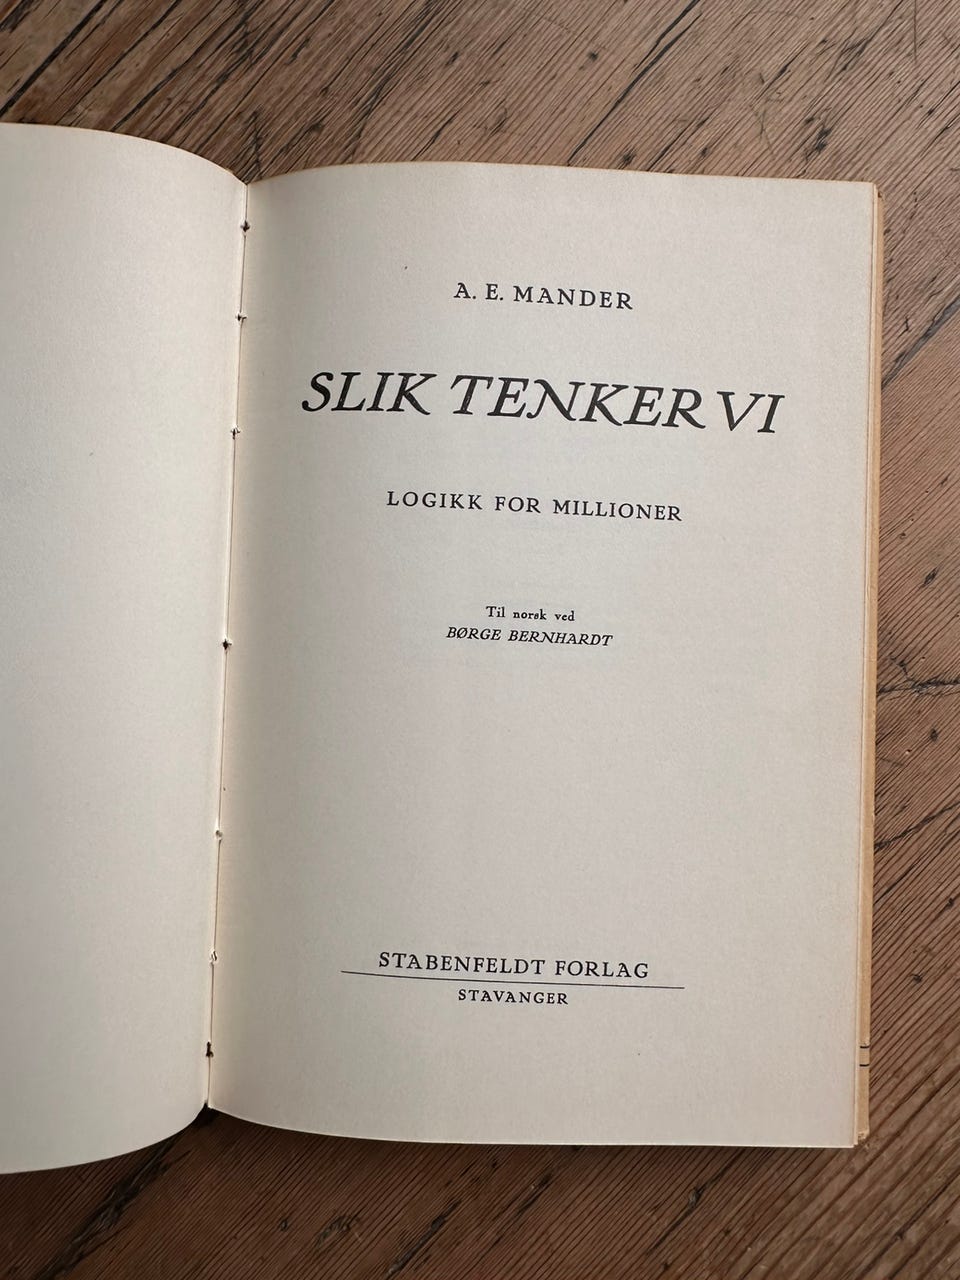 A. E. MANDER
SLIK TENKER VI
LOGIKK FOR MILLIONER
Til norsk ved
BØRGE BERNHARDT
STABENFELDT FORLAG
STAVANGER